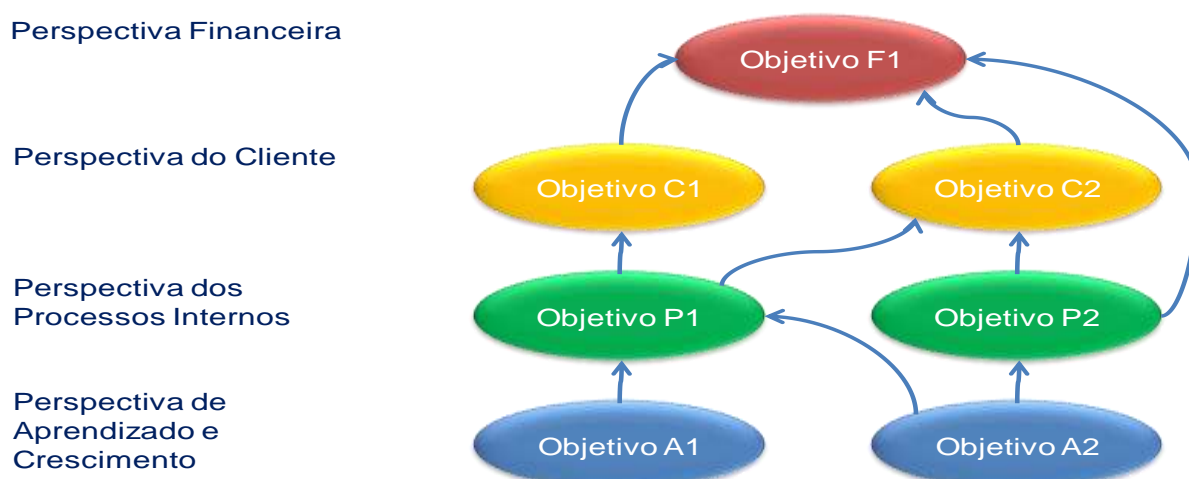 Perspectiva Financeira
Objetivo F1
Perspectiva do Cliente
Objetivo C1
Objetivo C2
Perspectiva dos
Processos Internos
Objetivo P1
Objetivo P2
Perspectiva de
Aprendizado e
Crescimento
Objetivo A1
Objetivo A2